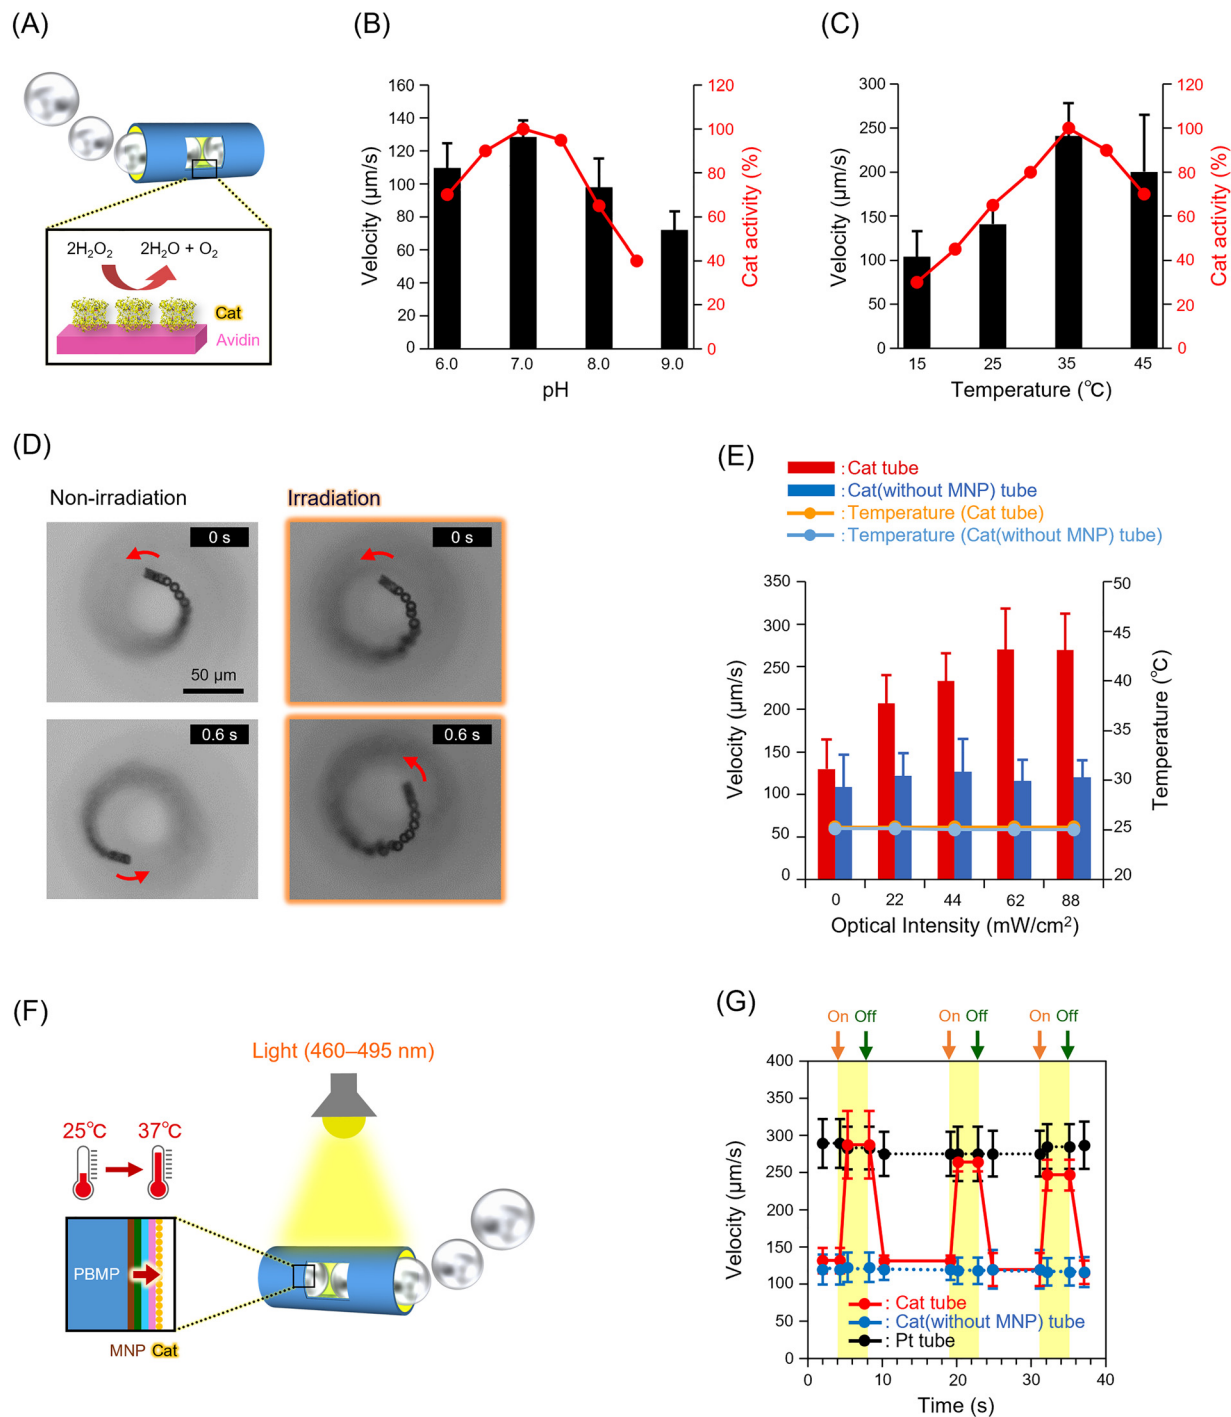 (A)
2H2O2 2H2O + O2
Cat
Avidin
(B)
Velocity (µm/s)
160
140
120
100
80
60
40
20
0
6.0 7.0 8.0 9.0
pH
120
100
80
60
40
20
0
Cat activity (%)
(C)
Velocity (µm/s)
300
250
200
150
100
50
0
15 25 35 45
Temperature (℃)
120
100
80
60
40
20
0
Cat activity (%)
(D)
Non-irradiation Irradiation
0 s 0 s
50 µm
0.6 s 0.6 s
(E)
: Cat tube
: Cat(without MNP) tube
: Temperature (Cat tube)
: Temperature (Cat(without MNP) tube)
Velocity (µm/s)
350
300
250
200
150
100
50
0
0 22 44 62 88
Optical Intensity (mW/cm2)
50
45
40
35
30
25
20
Temperature (℃)
(F)
Light (460–495 nm)
25℃ 37℃
PBMP
MNP Cat
(G)
On Off On Off On Off
Velocity (µm/s)
400
350
300
250
200
150
100
50
0
: Cat tube
: Cat(without MNP) tube
: Pt tube
0 10 20 30 40
Time (s)